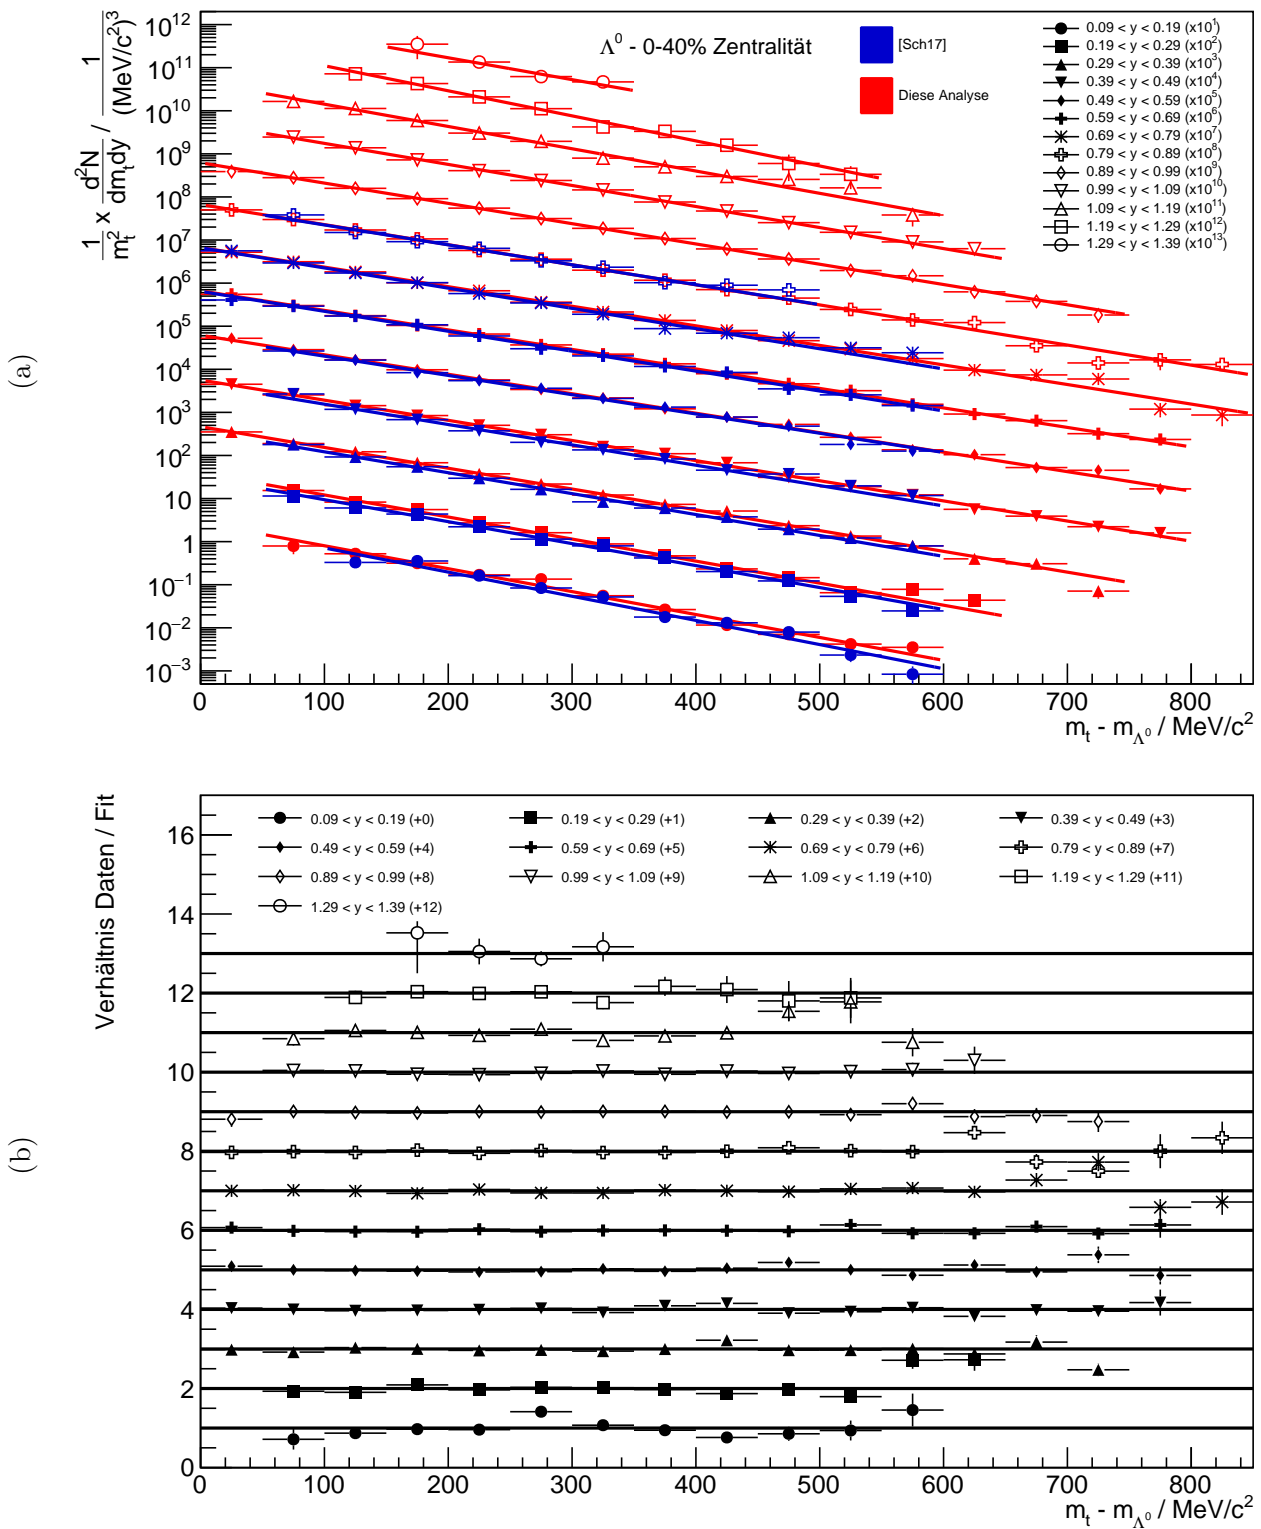 (a)
1/m_t² x d²N/dm_t dy / 1/(MeV/c²)³
Λ⁰ - 0-40% Zentralität
[Sch17]
Diese Analyse
0.09 < y < 0.19 (x10¹)
0.19 < y < 0.29 (x10²)
0.29 < y < 0.39 (x10³)
0.39 < y < 0.49 (x10⁴)
0.49 < y < 0.59 (x10⁵)
0.59 < y < 0.69 (x10⁶)
0.69 < y < 0.79 (x10⁷)
0.79 < y < 0.89 (x10⁸)
0.89 < y < 0.99 (x10⁹)
0.99 < y < 1.09 (x10¹⁰)
1.09 < y < 1.19 (x10¹¹)
1.19 < y < 1.29 (x10¹²)
1.29 < y < 1.39 (x10¹³)
10¹²
10¹¹
10¹⁰
10⁹
10⁸
10⁷
10⁶
10⁵
10⁴
10³
10²
10
1
10⁻¹
10⁻²
10⁻³
0 100 200 300 400 500 600 700 800
m_t - m_Λ⁰ / MeV/c²
(b)
Verhältnis Daten / Fit
0.09 < y < 0.19 (+0) 0.19 < y < 0.29 (+1) 0.29 < y < 0.39 (+2) 0.39 < y < 0.49 (+3)
0.49 < y < 0.59 (+4) 0.59 < y < 0.69 (+5) 0.69 < y < 0.79 (+6) 0.79 < y < 0.89 (+7)
0.89 < y < 0.99 (+8) 0.99 < y < 1.09 (+9) 1.09 < y < 1.19 (+10) 1.19 < y < 1.29 (+11)
1.29 < y < 1.39 (+12)
16
14
12
10
8
6
4
2
0
0 100 200 300 400 500 600 700 800
m_t - m_Λ⁰ / MeV/c²